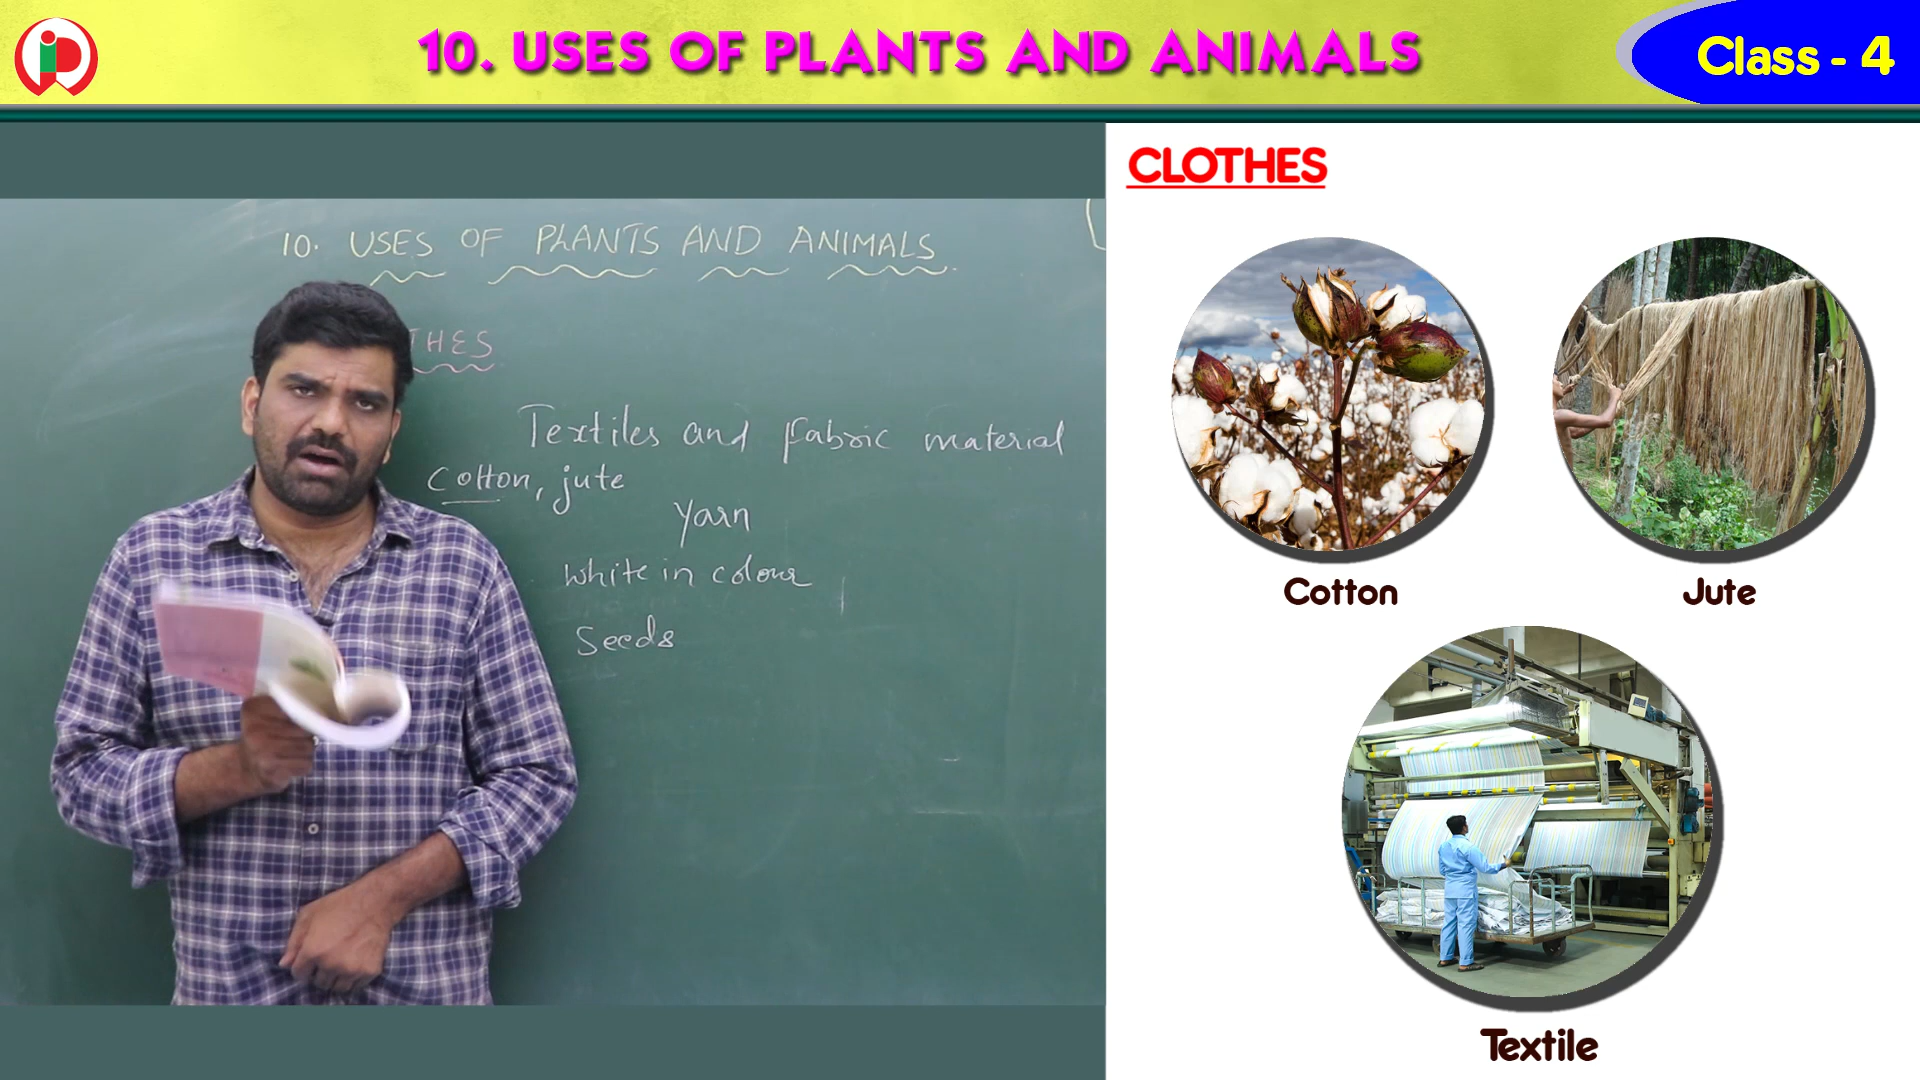 10. USES OF PLANTS AND ANIMALS
Class - 4
10. USES OF PLANTS AND ANIMALS
THES
Textiles and fabric material
Cotton, jute
Yarn
white in colour
Seeds
CLOTHES
Cotton
Jute
Textile